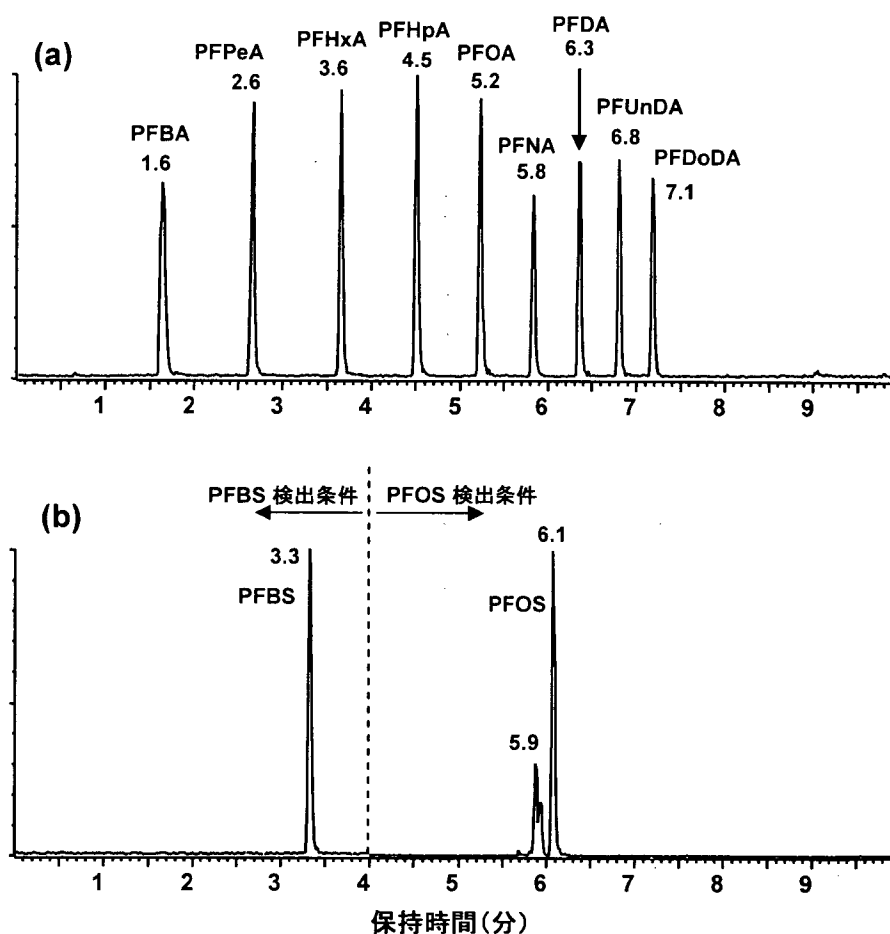 (a)
PFBA
1.6
PFPeA
2.6
PFHxA
3.6
PFHpA
4.5
PFOA
5.2
PFNA
5.8
PFDA
6.3
PFUnDA
6.8
PFDoDA
7.1
1 2 3 4 5 6 7 8 9
(b)
PFBS 検出条件 PFOS 検出条件
3.3
PFBS
5.9
6.1
PFOS
1 2 3 4 5 6 7 8 9
保持時間(分)